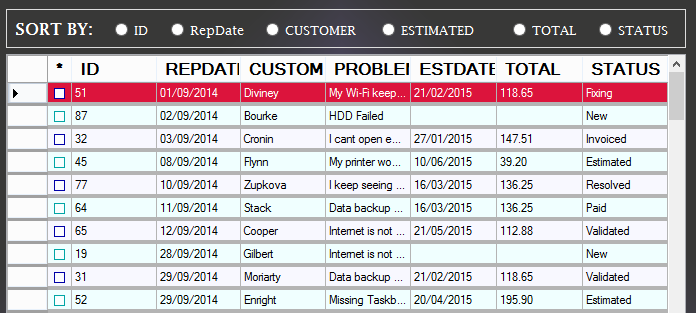 SORT BY: ID RepDate CUSTOMER ESTIMATED TOTAL STATUS
* ID REPDATE CUSTOM PROBLEM ESTDATE TOTAL STATUS
51 01/09/2014 Diviney My Wi-Fi keep... 21/02/2015 118.65 Fixing
87 02/09/2014 Bourke HDD Failed New
32 03/09/2014 Cronin I cant open e... 27/01/2015 147.51 Invoiced
45 08/09/2014 Flynn My printer wo... 10/06/2015 39.20 Estimated
77 10/09/2014 Zupkova I keep seeing ... 16/03/2015 136.25 Resolved
64 11/09/2014 Stack Data backup ... 16/03/2015 136.25 Paid
65 12/09/2014 Cooper Internet is not ... 21/05/2015 112.88 Validated
19 28/09/2014 Gilbert Internet is not ... New
31 29/09/2014 Moriarty Data backup ... 21/02/2015 118.65 Validated
52 29/09/2014 Enright Missing Taskb... 20/04/2015 195.90 Estimated